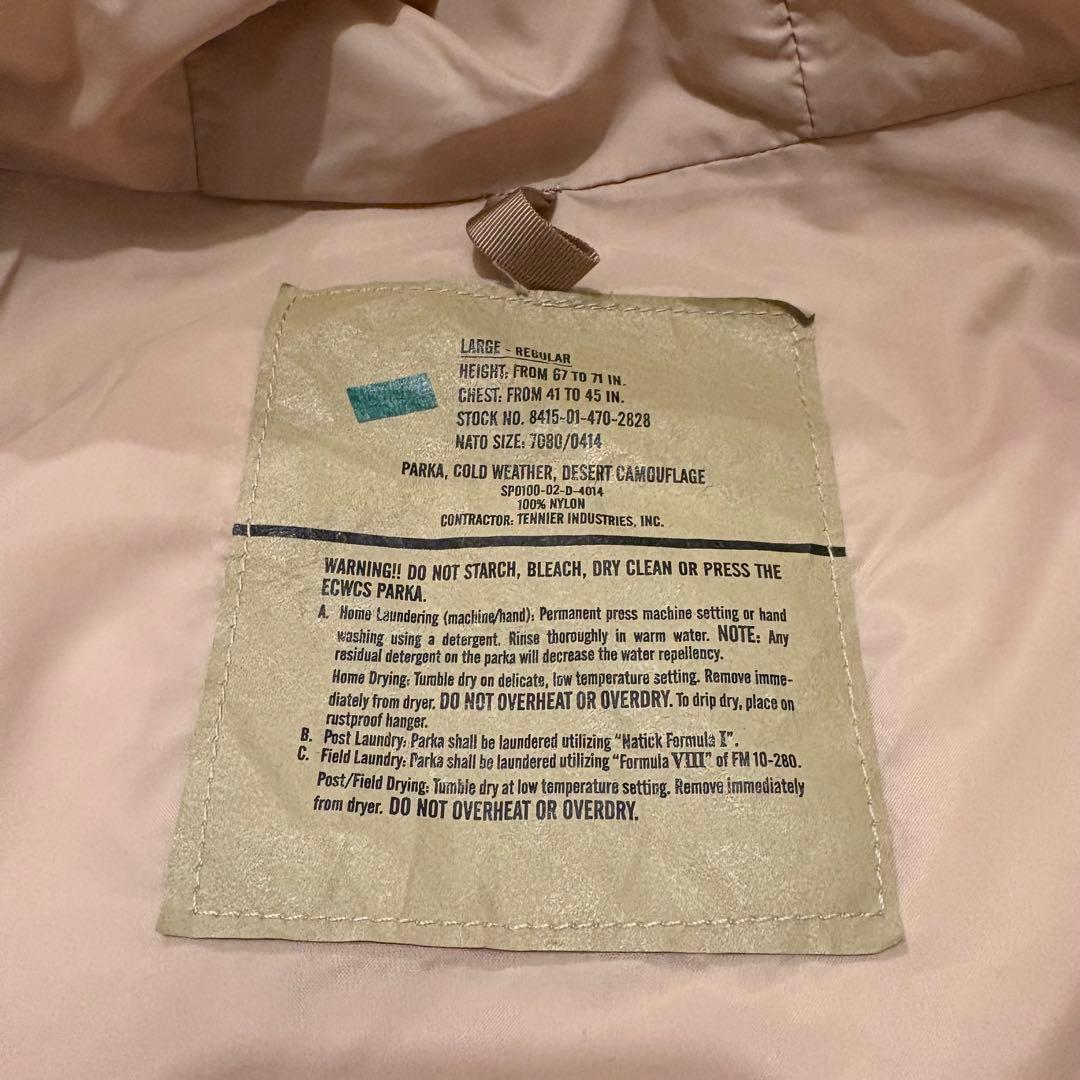 LARGE - REGULAR
HEIGHT: FROM 67 TO 71 IN.
CHEST: FROM 41 TO 45 IN.
STOCK NO. 8415-01-470-2828
NATO SIZE: 7080/0414
PARKA, COLD WEATHER, DESERT CAMOUFLAGE
SP0100-02-D-4014
100% NYLON
CONTRACTOR: TENNIER INDUSTRIES, INC.
WARNING!! DO NOT STARCH, BLEACH, DRY CLEAN OR PRESS THE
ECWCS PARKA.
A. Home Laundering (machine/hand): Permanent press machine setting or hand
washing using a detergent. Rinse thoroughly in warm water. NOTE: Any
residual detergent on the parka will decrease the water repellency.
Home Drying: Tumble dry on delicate, low temperature setting. Remove imme-
diately from dryer. DO NOT OVERHEAT OR OVERDRY. To drip dry, place on
rustproof hanger.
B. Post Laundry: Parka shall be laundered utilizing "Natick Formula I".
C. Field Laundry: Parka shall be laundered utilizing "Formula VIII" of FM 10-280.
Post/Field Drying: Tumble dry at low temperature setting. Remove immediately
from dryer. DO NOT OVERHEAT OR OVERDRY.